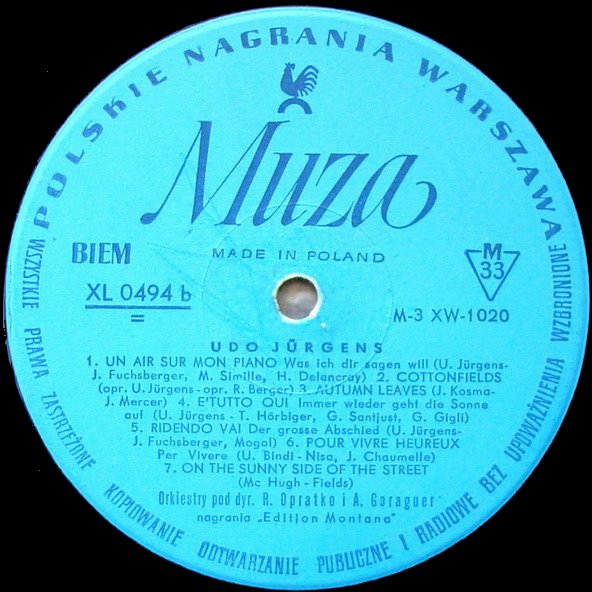 POLSKIE NAGRANIA WARSZAWA
Muza
MADE IN POLAND
BIEM
XL 0494 b
=
M
33
M-3 XW-1020
UDO JÜRGENS
1. UN AIR SUR MON PIANO Was ich dir sagen will (U. Jürgens-
J. Fuchsberger, M. Simille, H. Delancray) 2. COTTONFIELDS
(opr. U. Jürgens - opr. R. Berger) 3. AUTUMN LEAVES (J. Kosma-
J. Mercer) 4. E'TUTTO QUI Immer wieder geht die Sonne
auf (U. Jürgens - T. Hörbiger, G. Santjust, G. Gigli)
5. RIDENDO VAI Der grosse Abschied (U. Jürgens-
J. Fuchsberger, Mogol) 6. POUR VIVRE HEUREUX
Per Vivere (U. Bindi - Nisa, J. Chaumelle)
7. ON THE SUNNY SIDE OF THE STREET
(Mc Hugh - Fields)
Orkiestry pod dyr. R. Opratko i A. Goraguer
nagrania „Edition Montana"
WSZYSTKIE PRAWA ZASTRZEŻONE KOPIOWANIE ODTWARZANIE PUBLICZNE I RADIOWE BEZ UPOWAŻNIENIA WZBRONIONE